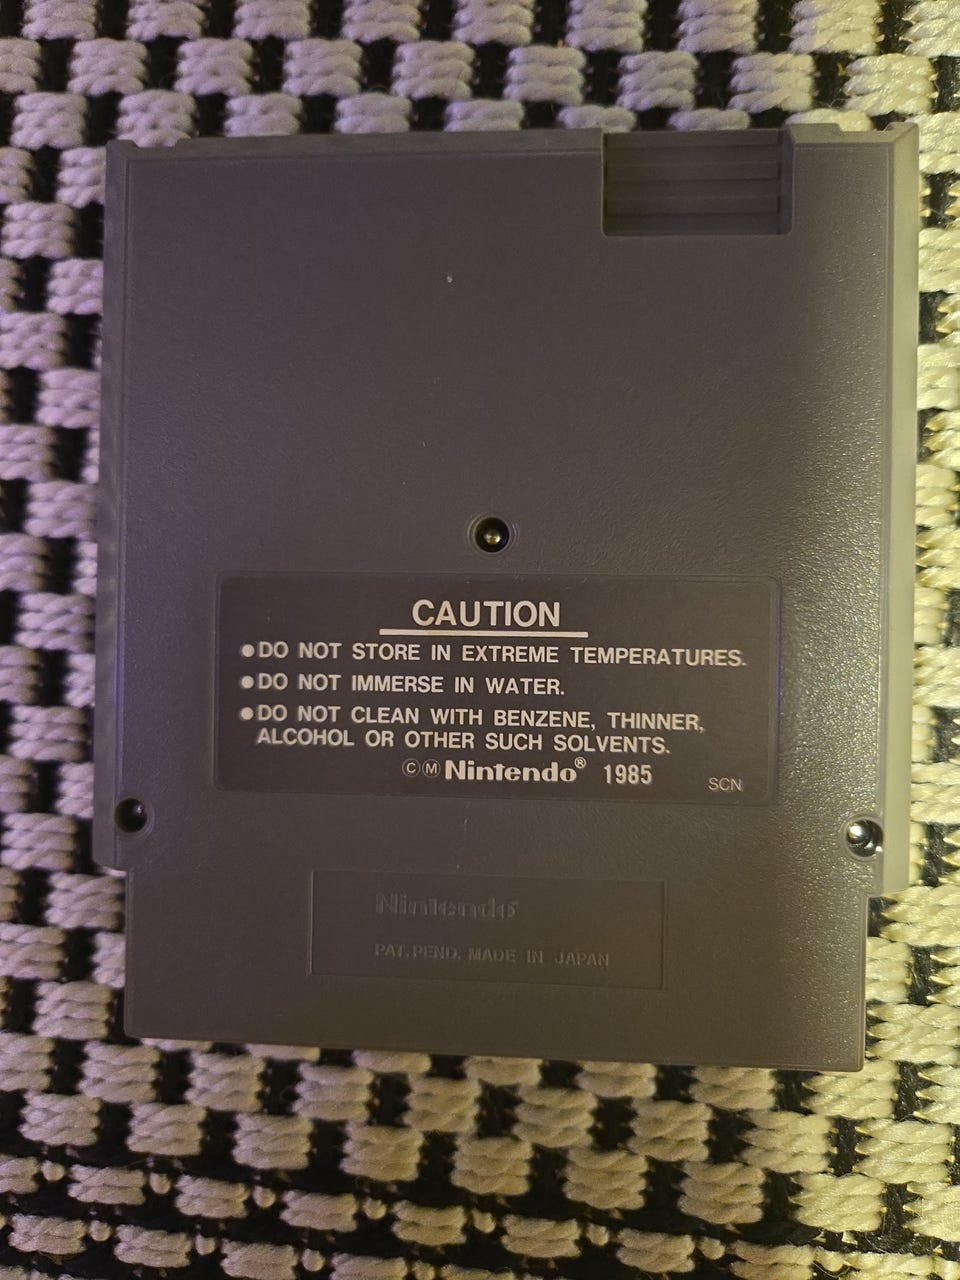 CAUTION
●DO NOT STORE IN EXTREME TEMPERATURES.
●DO NOT IMMERSE IN WATER.
●DO NOT CLEAN WITH BENZENE, THINNER,
ALCOHOL OR OTHER SUCH SOLVENTS.
ⒸⓂNintendo® 1985 SCN
Nintendo®
PAT. PEND. MADE IN JAPAN